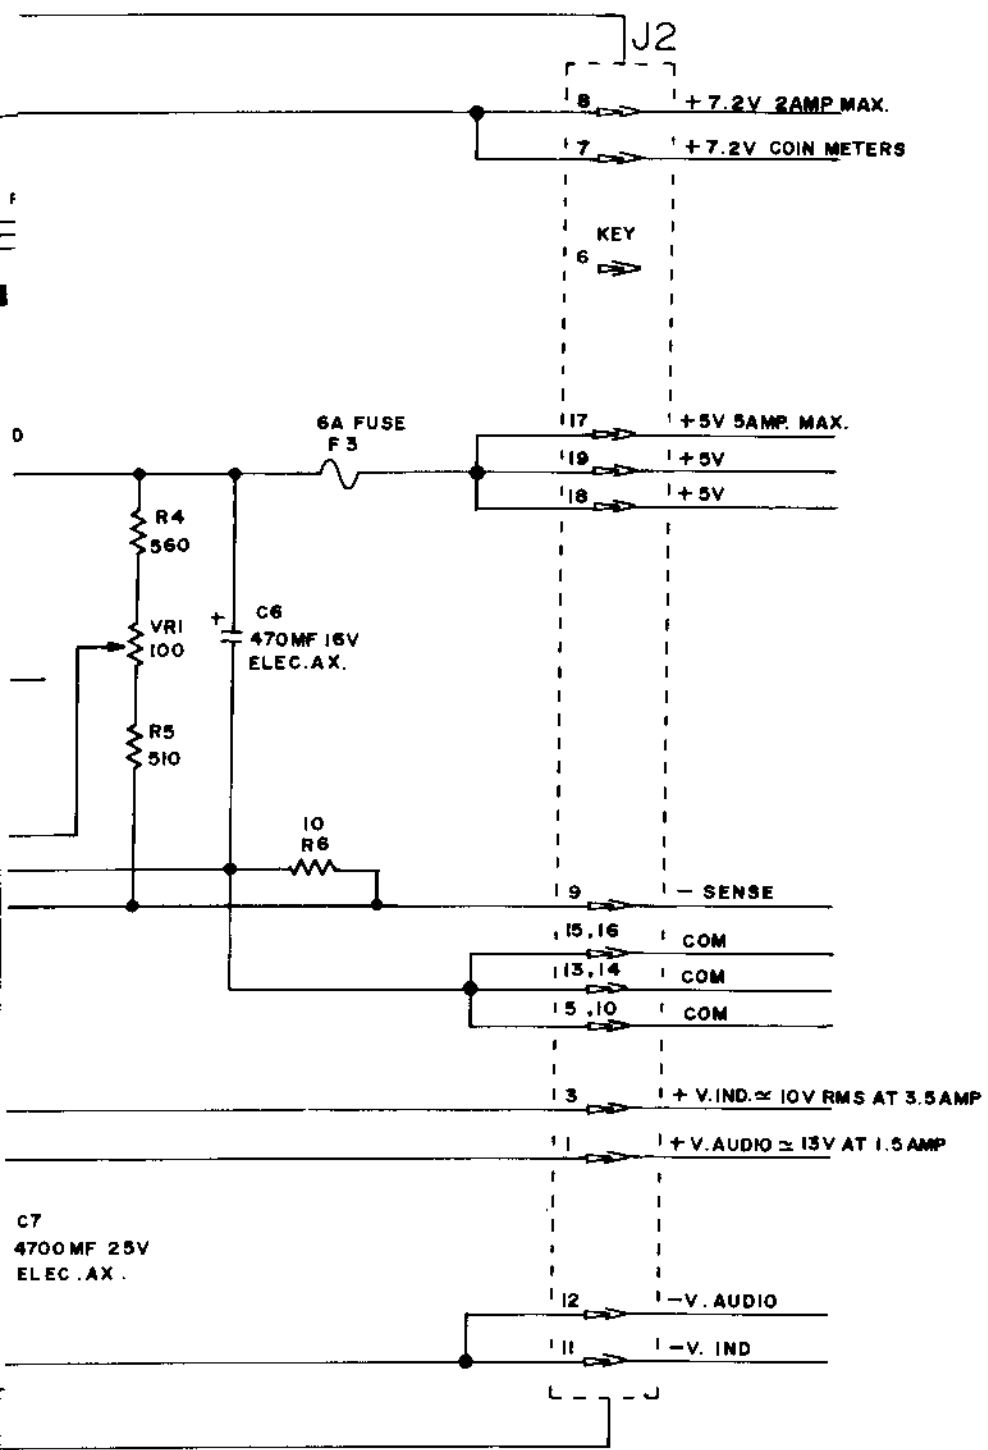 J2
8 +7.2V 2AMP MAX.
7 +7.2V COIN METERS
KEY
6
17 +5V 5AMP. MAX.
6A FUSE
F3
D
19 +5V
18 +5V
R4
560
C6
470MF 16V
ELEC.AX.
+
VR1
100
R5
510
10
R6
9 - SENSE
15,16 COM
13,14 COM
5,10 COM
3 + V.IND.≃ 10V RMS AT 3.5AMP
1 + V.AUDIO ≃ 13V AT 1.5AMP
C7
4700MF 25V
ELEC.AX.
12 -V. AUDIO
11 -V. IND